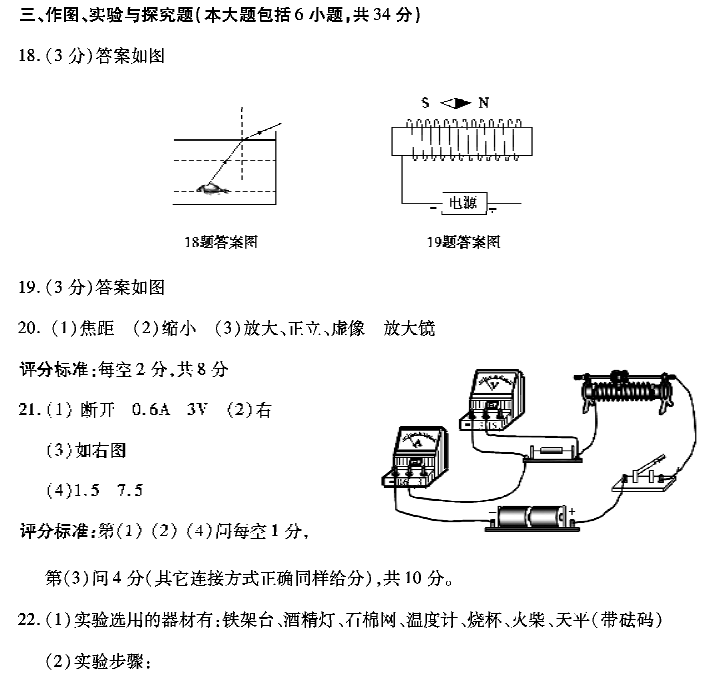 三、作图、实验与探究题(本大题包括6小题,共34分)
18.(3分)答案如图
S N
电源
- +
18题答案图
19题答案图
19.(3分)答案如图
20.(1)焦距 (2)缩小 (3)放大、正立、虚像 放大镜
评分标准:每空2分,共8分
21.(1)断开 0.6A 3V (2)右
(3)如右图
(4)1.5 7.5
V
A
- +
评分标准:第(1)(2)(4)问每空1分,
第(3)问4分(其它连接方式正确同样给分),共10分。
22.(1)实验选用的器材有:铁架台、酒精灯、石棉网、温度计、烧杯、火柴、天平(带砝码)
(2)实验步骤: